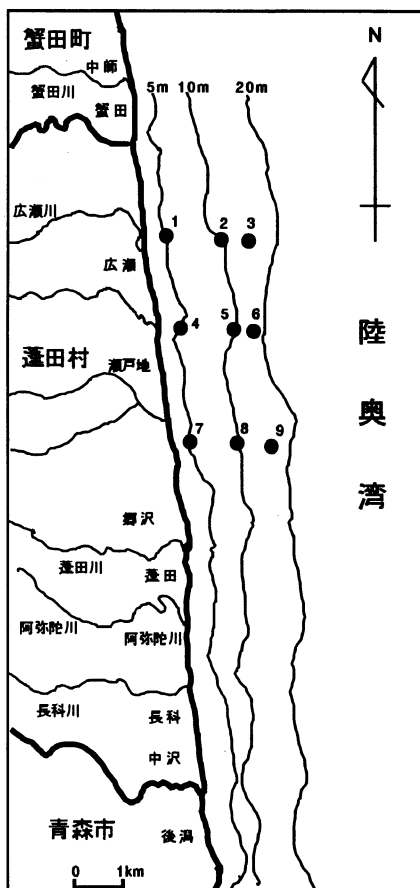 蟹田町
N
中師
5m 10m 20m
蟹田川
蟹田
広瀬川
1 2 3
広瀬
4 5 6
陸奥湾
蓬田村
瀬戸地
7 8 9
郷沢
蓬田川
蓬田
阿弥陀川
阿弥陀川
長科川
長科
中沢
青森市
後潟
0 1km